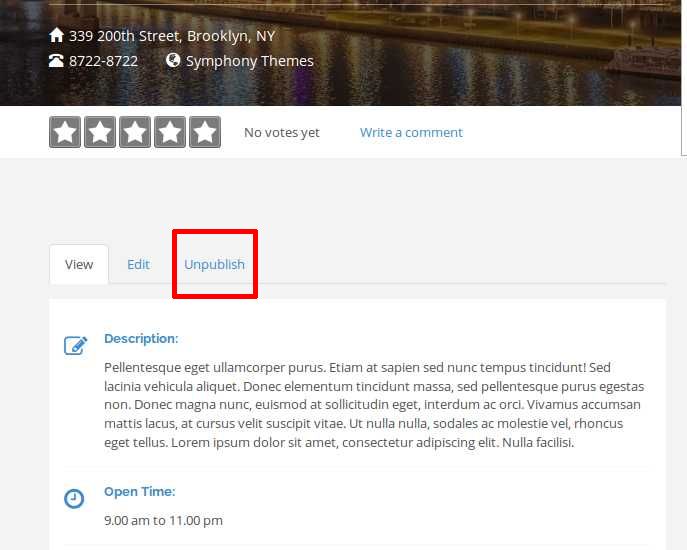 339 200th Street, Brooklyn, NY
8722-8722 Symphony Themes
No votes yet Write a comment
View Edit Unpublish
Description:
Pellentesque eget ullamcorper purus. Etiam at sapien sed nunc tempus tincidunt! Sed
lacinia vehicula aliquet. Donec elementum tincidunt massa, sed pellentesque purus egestas
non. Donec magna nunc, euismod at sollicitudin eget, interdum ac orci. Vivamus accumsan
mattis lacus, at cursus velit suscipit vitae. Ut nulla nulla, sodales ac molestie vel, rhoncus
eget tellus. Lorem ipsum dolor sit amet, consectetur adipiscing elit. Nulla facilisi.
Open Time:
9.00 am to 11.00 pm